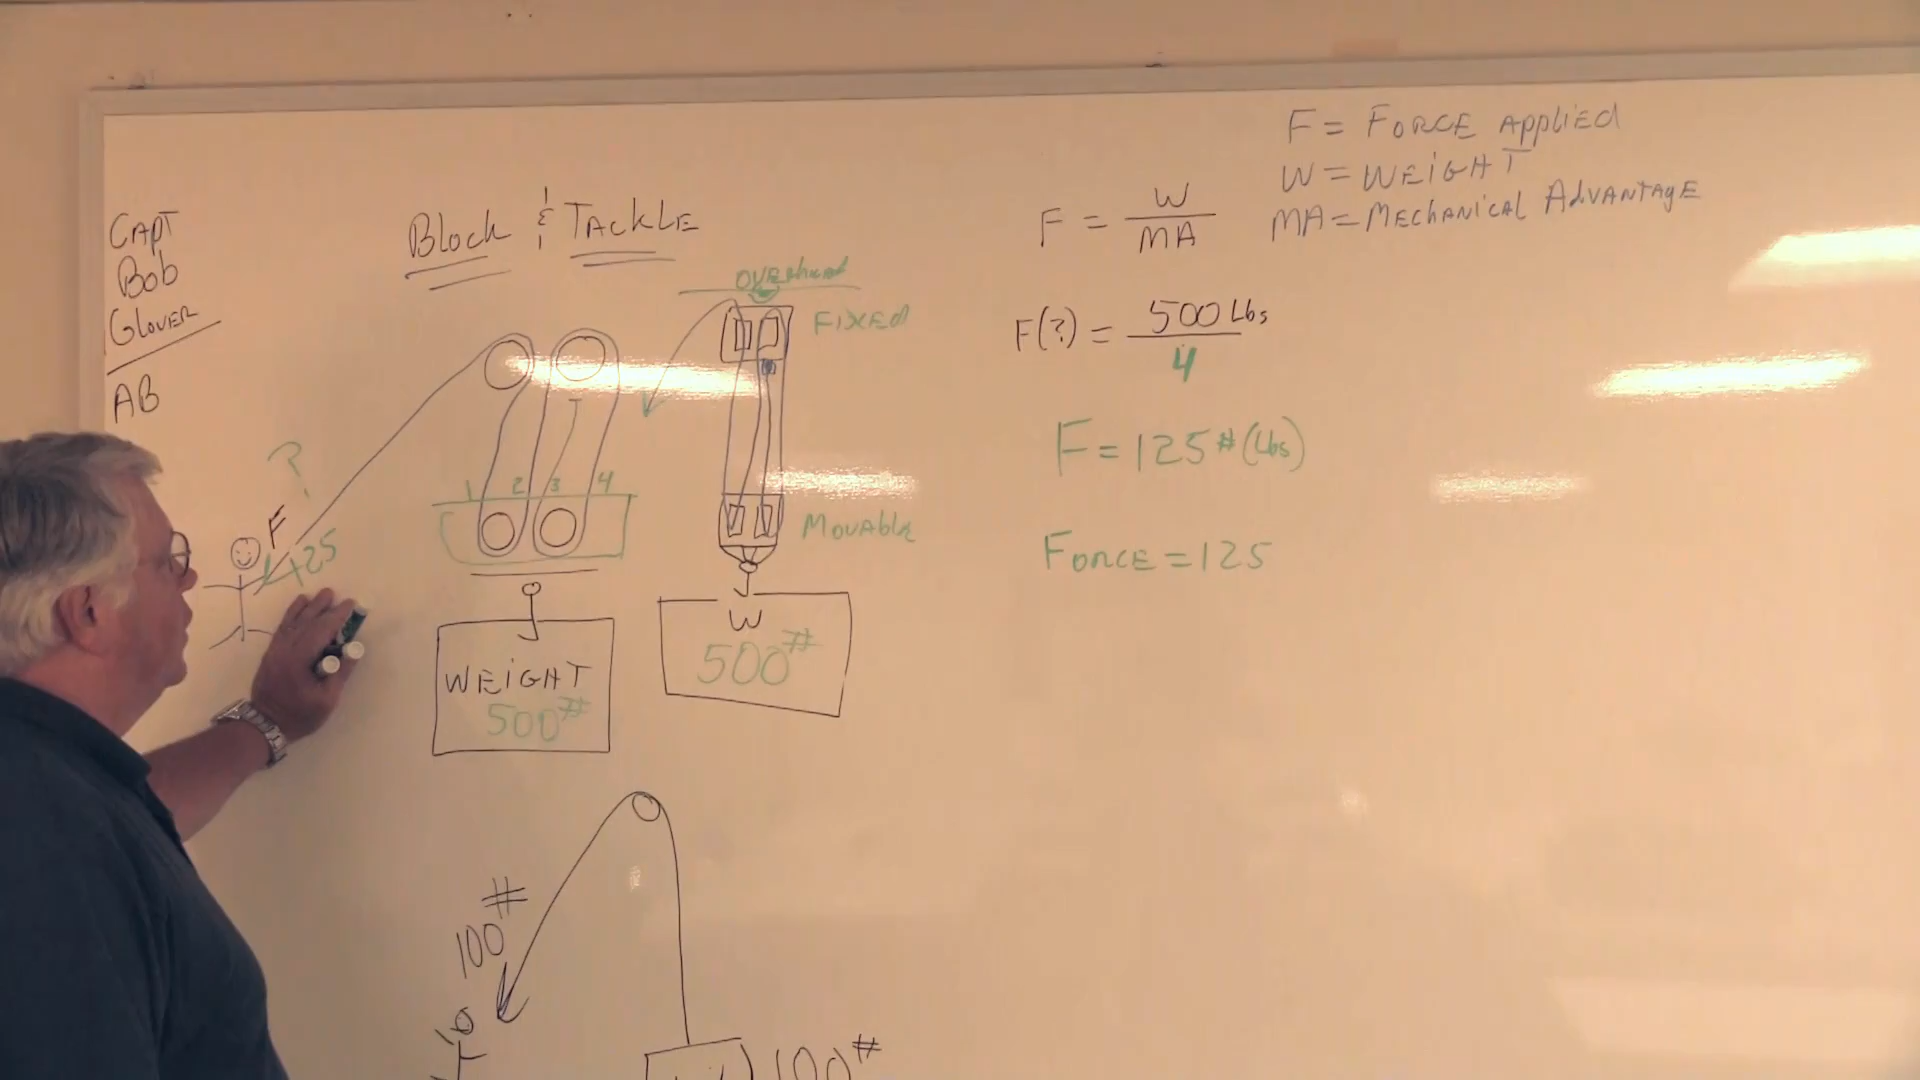 Capt
Bob
Glover
AB
Block & Tackle
Overhead
Fixed
1 2 3 4
Movable
?
F
125
Weight
500#
W
500#
F = W
MA
F = Force Applied
W = Weight
MA = Mechanical Advantage
F(?) = 500 Lbs
4
F = 125# (Lbs)
Force = 125
100#
100#